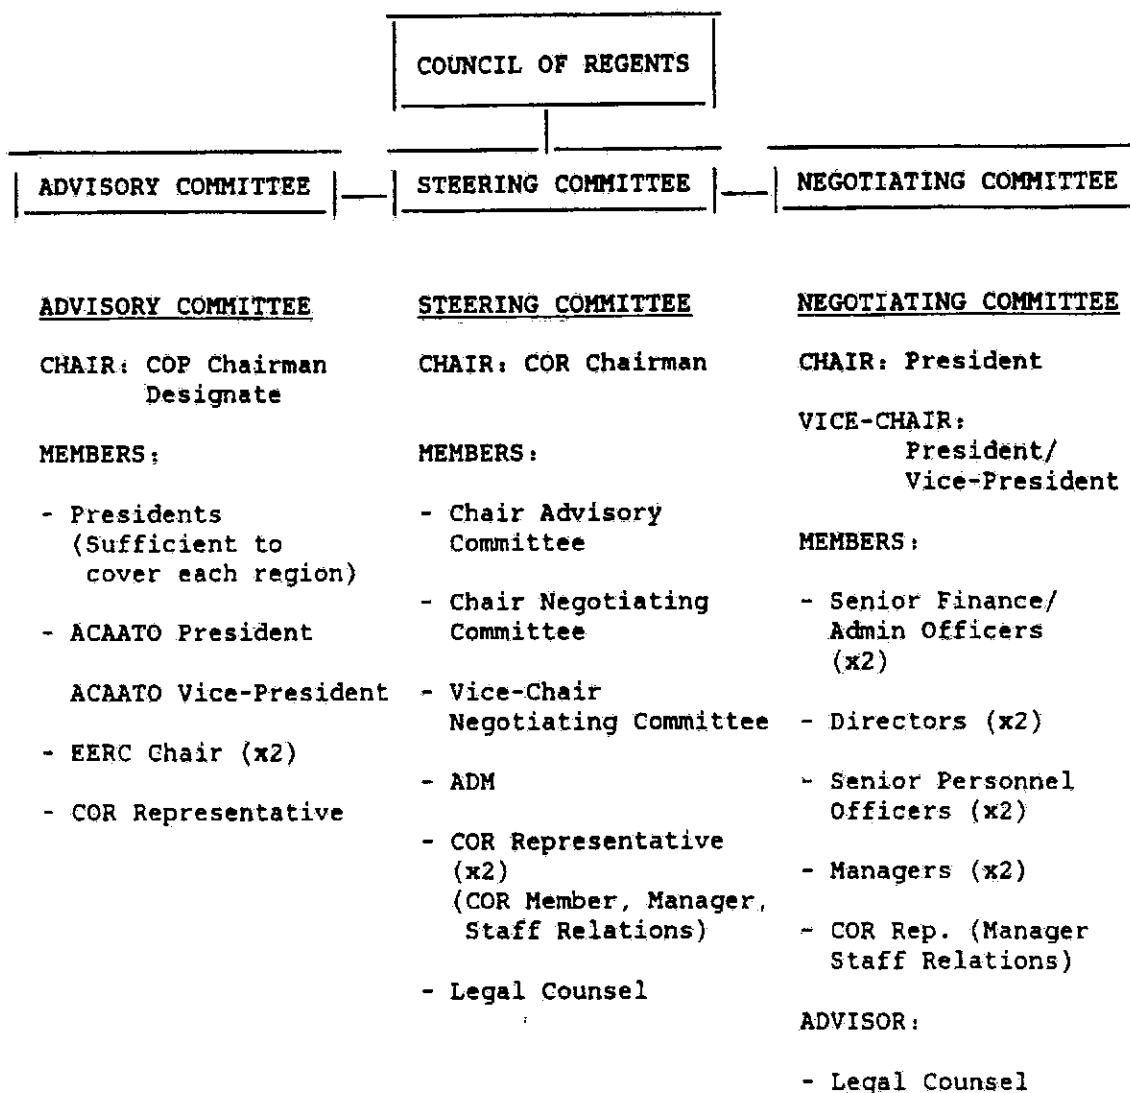 COUNCIL OF REGENTS
ADVISORY COMMITTEE
STEERING COMMITTEE
NEGOTIATING COMMITTEE
ADVISORY COMMITTEE
CHAIR: COP Chairman
Designate
MEMBERS:
- Presidents
(Sufficient to
cover each region)
- ACAATO President
ACAATO Vice-President
- EERC Chair (x2)
- COR Representative
STEERING COMMITTEE
CHAIR: COR Chairman
MEMBERS:
- Chair Advisory
Committee
- Chair Negotiating
Committee
- Vice-Chair
Negotiating Committee
- ADM
- COR Representative
(x2)
(COR Member, Manager,
Staff Relations)
- Legal Counsel
NEGOTIATING COMMITTEE
CHAIR: President
VICE-CHAIR:
President/
Vice-President
MEMBERS:
- Senior Finance/
Admin Officers
(x2)
- Directors (x2)
- Senior Personnel
Officers (x2)
- Managers (x2)
- COR Rep. (Manager
Staff Relations)
ADVISOR:
- Legal Counsel